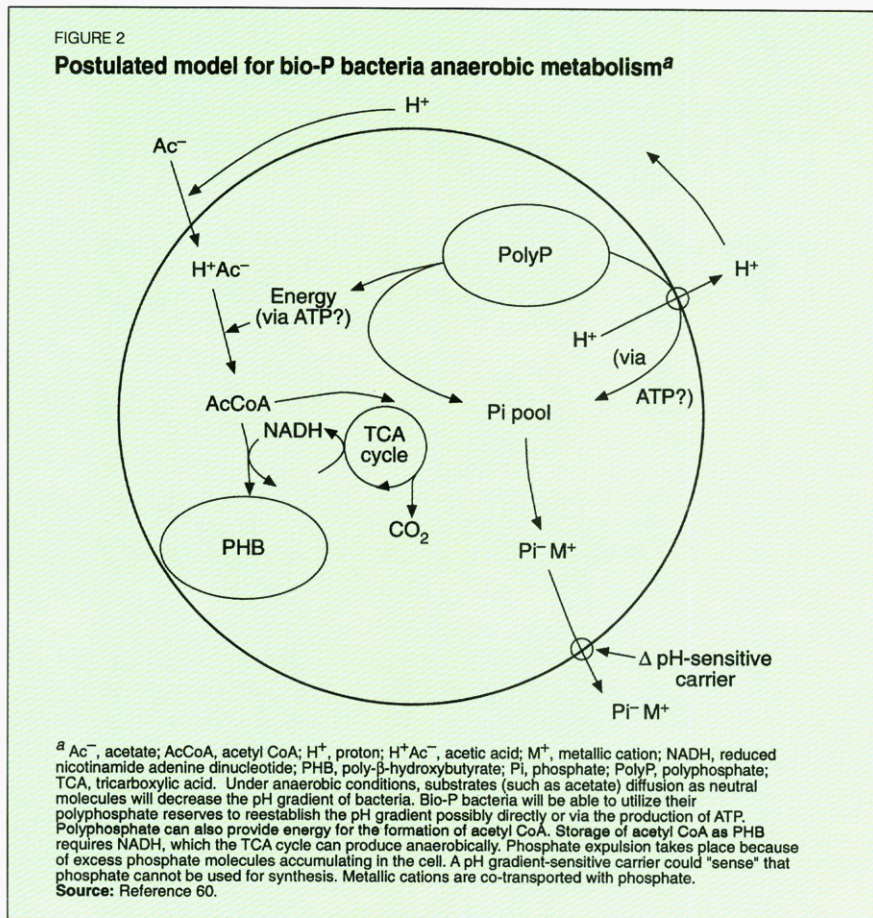 FIGURE 2
Postulated model for bio-P bacteria anaerobic metabolismᵃ
H⁺
Ac⁻
H⁺Ac⁻
PolyP
H⁺
Energy
(via ATP?)
H⁺
(via
ATP?)
AcCoA
NADH
TCA
cycle
Pi pool
CO₂
PHB
Pi⁻ M⁺
Δ pH-sensitive
carrier
Pi⁻ M⁺
ᵃ Ac⁻, acetate; AcCoA, acetyl CoA; H⁺, proton; H⁺Ac⁻, acetic acid; M⁺, metallic cation; NADH, reduced
nicotinamide adenine dinucleotide; PHB, poly-β-hydroxybutyrate; Pi, phosphate; PolyP, polyphosphate;
TCA, tricarboxylic acid. Under anaerobic conditions, substrates (such as acetate) diffusion as neutral
molecules will decrease the pH gradient of bacteria. Bio-P bacteria will be able to utilize their
polyphosphate reserves to reestablish the pH gradient possibly directly or via the production of ATP.
Polyphosphate can also provide energy for the formation of acetyl CoA. Storage of acetyl CoA as PHB
requires NADH, which the TCA cycle can produce anaerobically. Phosphate expulsion takes place because
of excess phosphate molecules accumulating in the cell. A pH gradient-sensitive carrier could "sense" that
phosphate cannot be used for synthesis. Metallic cations are co-transported with phosphate.
Source: Reference 60.